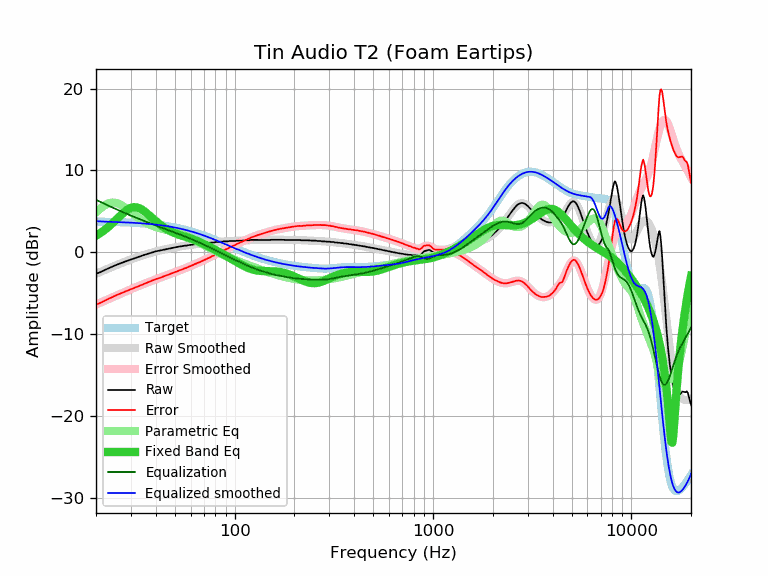 Tin Audio T2 (Foam Eartips)
20
10
0
−10
−20
−30
Amplitude (dBr)
Target
Raw Smoothed
Error Smoothed
Raw
Error
Parametric Eq
Fixed Band Eq
Equalization
Equalized smoothed
100
1000
10000
Frequency (Hz)